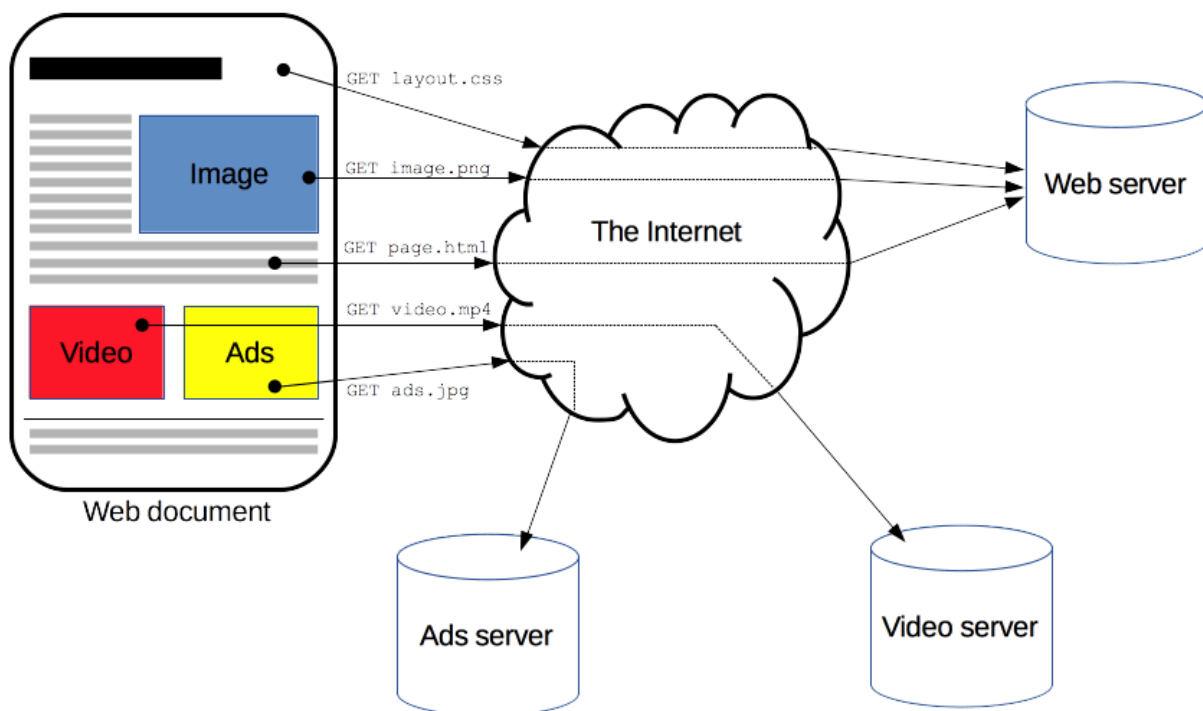 GET layout.css
Image
GET image.png
Web server
The Internet
GET page.html
GET video.mp4
Video
Ads
GET ads.jpg
Web document
Ads server
Video server